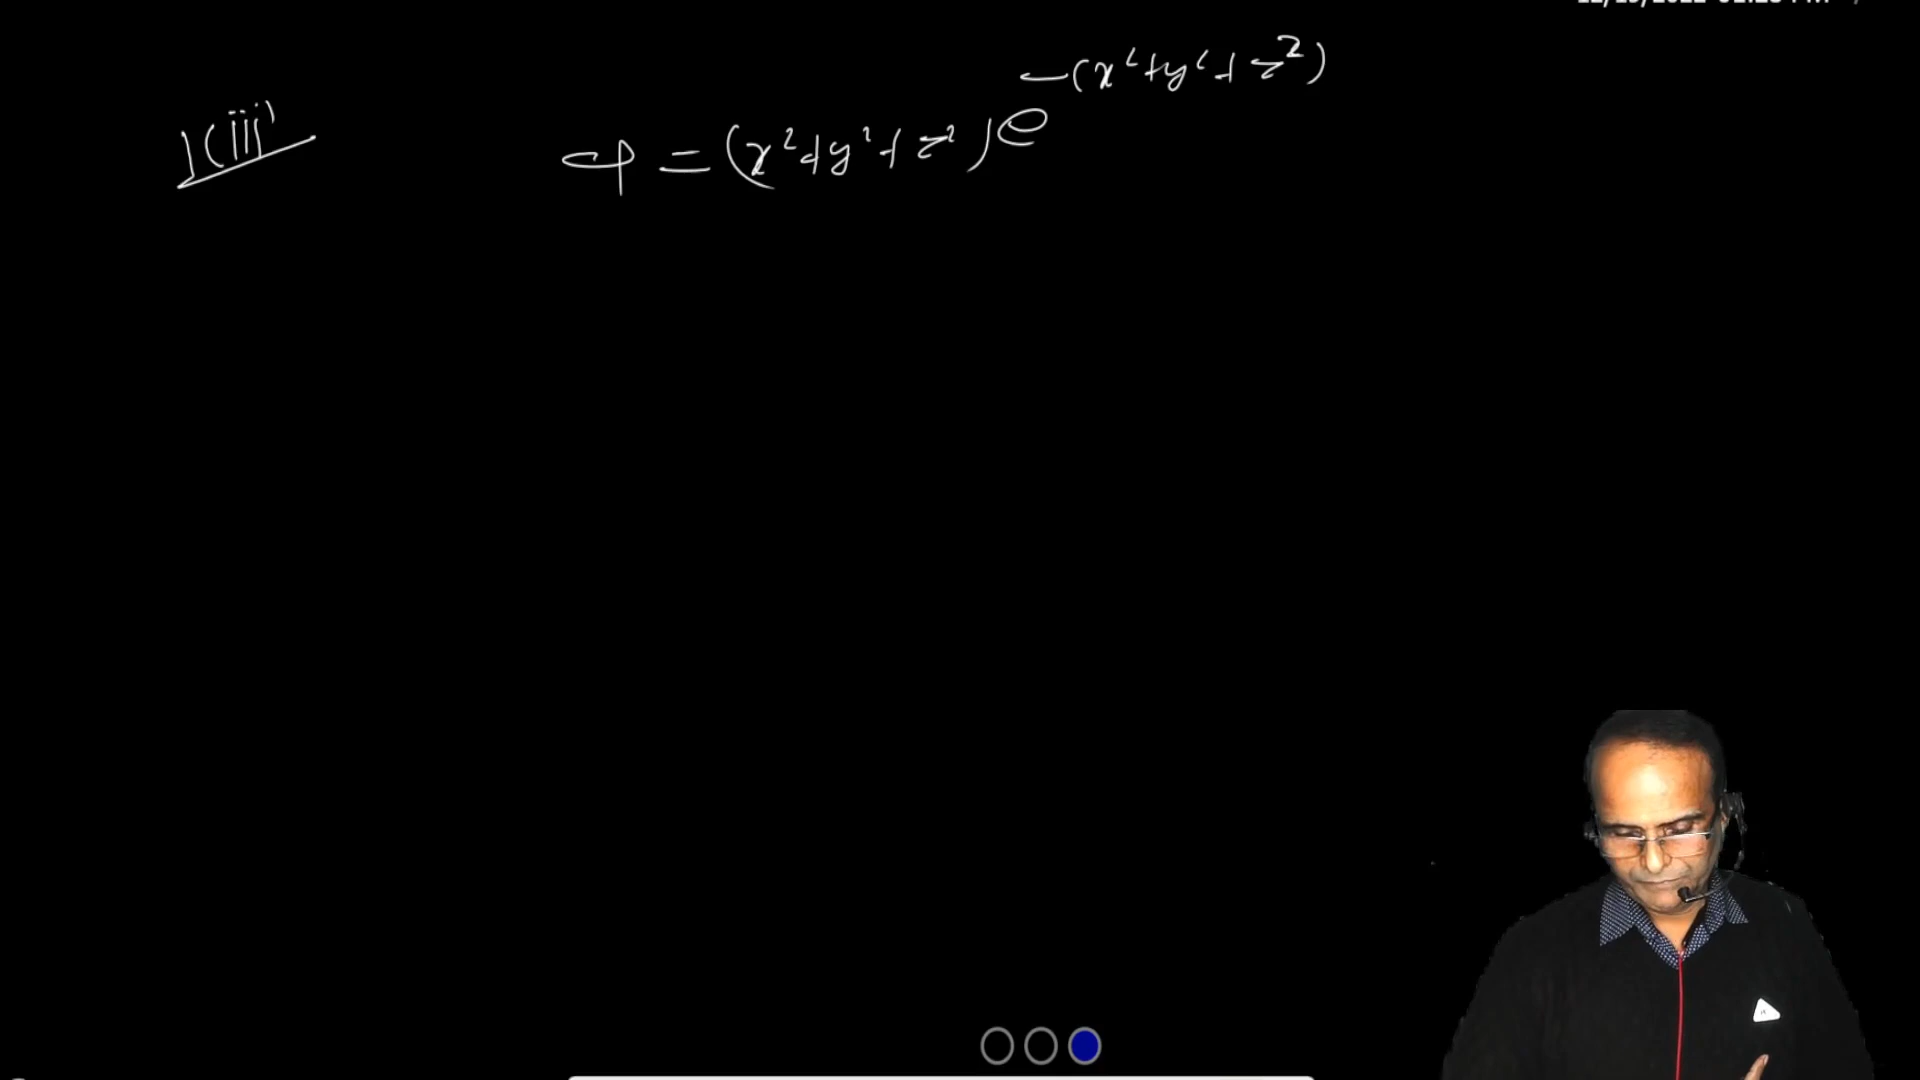 1(iii)
φ = (x²+y²+z²)e^-(x²+y²+z²)